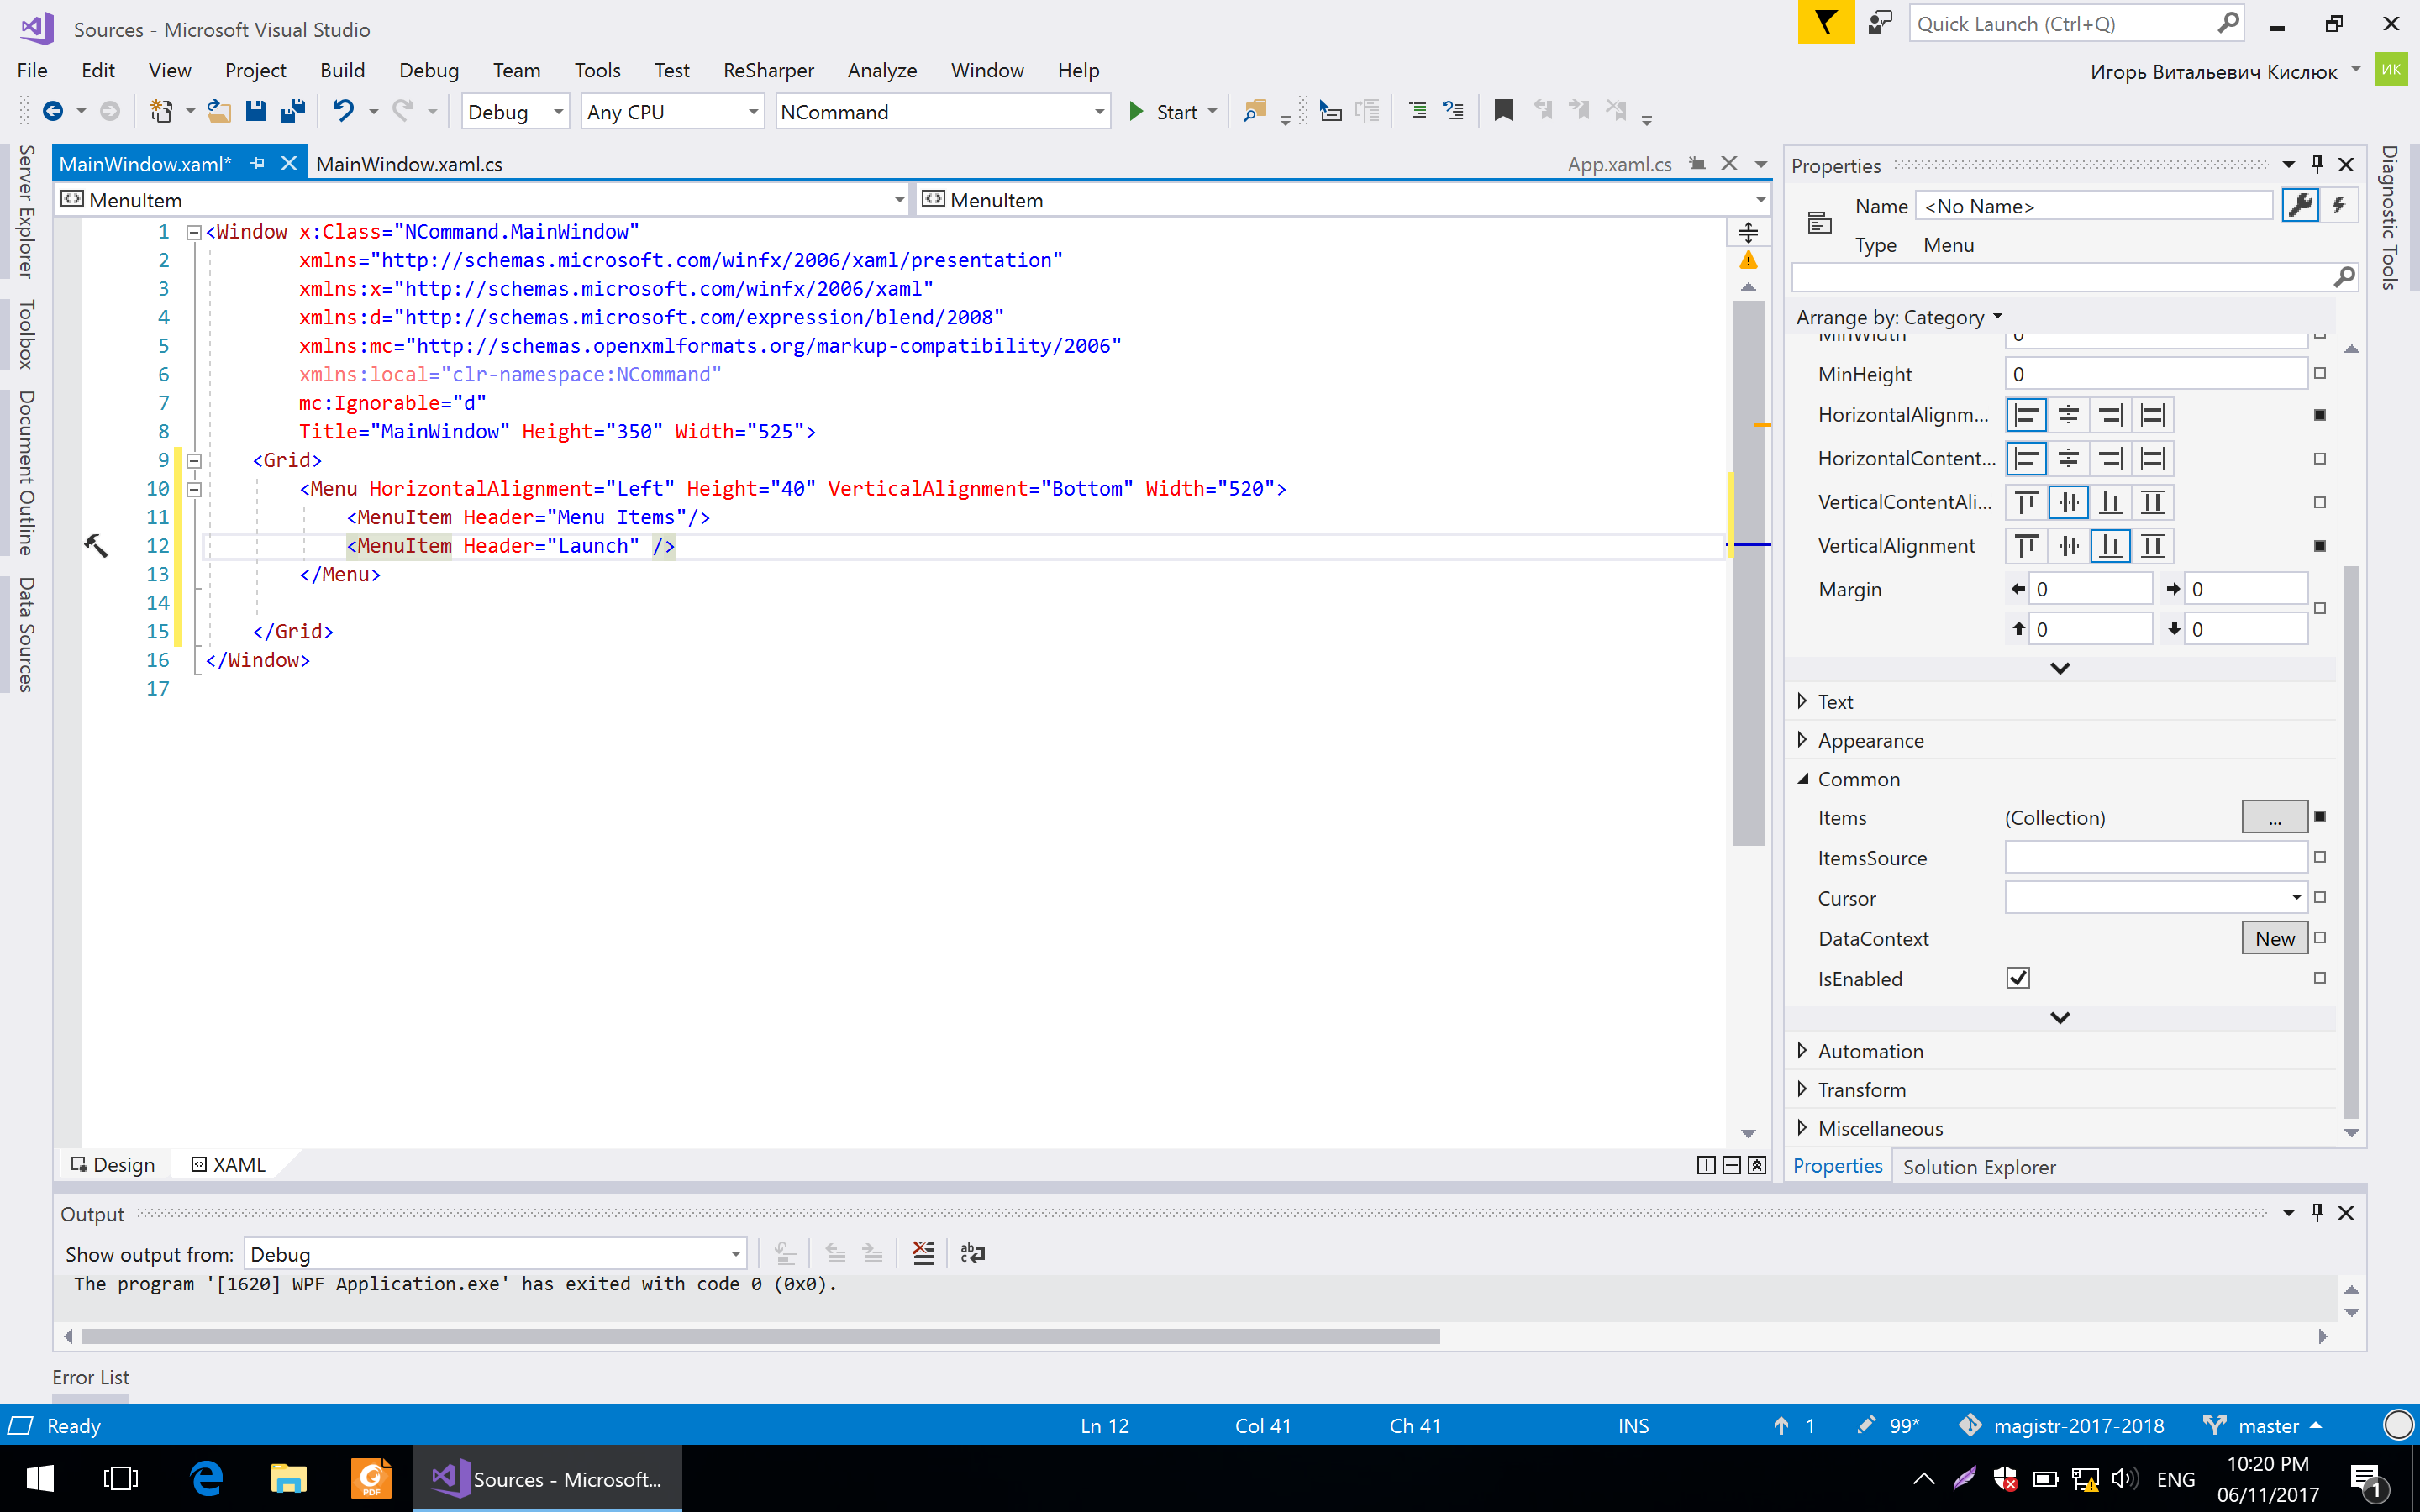 Sources - Microsoft Visual Studio
Quick Launch (Ctrl+Q)
File Edit View Project Build Debug Team Tools Test ReSharper Analyze Window Help
Игорь Витальевич Кислюк
ИК
Debug
Any CPU
NCommand
Start
Server Explorer
Toolbox
Document Outline
Data Sources
MainWindow.xaml*
MainWindow.xaml.cs
App.xaml.cs
MenuItem
MenuItem
1 <Window x:Class="NCommand.MainWindow"
2 xmlns="http://schemas.microsoft.com/winfx/2006/xaml/presentation"
3 xmlns:x="http://schemas.microsoft.com/winfx/2006/xaml"
4 xmlns:d="http://schemas.microsoft.com/expression/blend/2008"
5 xmlns:mc="http://schemas.openxmlformats.org/markup-compatibility/2006"
6 xmlns:local="clr-namespace:NCommand"
7 mc:Ignorable="d"
8 Title="MainWindow" Height="350" Width="525">
9 <Grid>
10 <Menu HorizontalAlignment="Left" Height="40" VerticalAlignment="Bottom" Width="520">
11 <MenuItem Header="Menu Items"/>
12 <MenuItem Header="Launch" />
13 </Menu>
14
15 </Grid>
16 </Window>
17
Design
XAML
Properties
Name <No Name>
Type Menu
Arrange by: Category
MinWidth 0
MinHeight 0
HorizontalAlignm...
HorizontalContent...
VerticalContentAli...
VerticalAlignment
Margin 0 0
0 0
Text
Appearance
Common
Items (Collection) ...
ItemsSource
Cursor
DataContext New
IsEnabled
Automation
Transform
Miscellaneous
Properties
Solution Explorer
Diagnostic Tools
Output
Show output from: Debug
The program '[1620] WPF Application.exe' has exited with code 0 (0x0).
Error List
Ready
Ln 12 Col 41 Ch 41 INS
1 99* magistr-2017-2018 master
PDF
Sources - Microsoft...
ENG
10:20 PM
06/11/2017
1